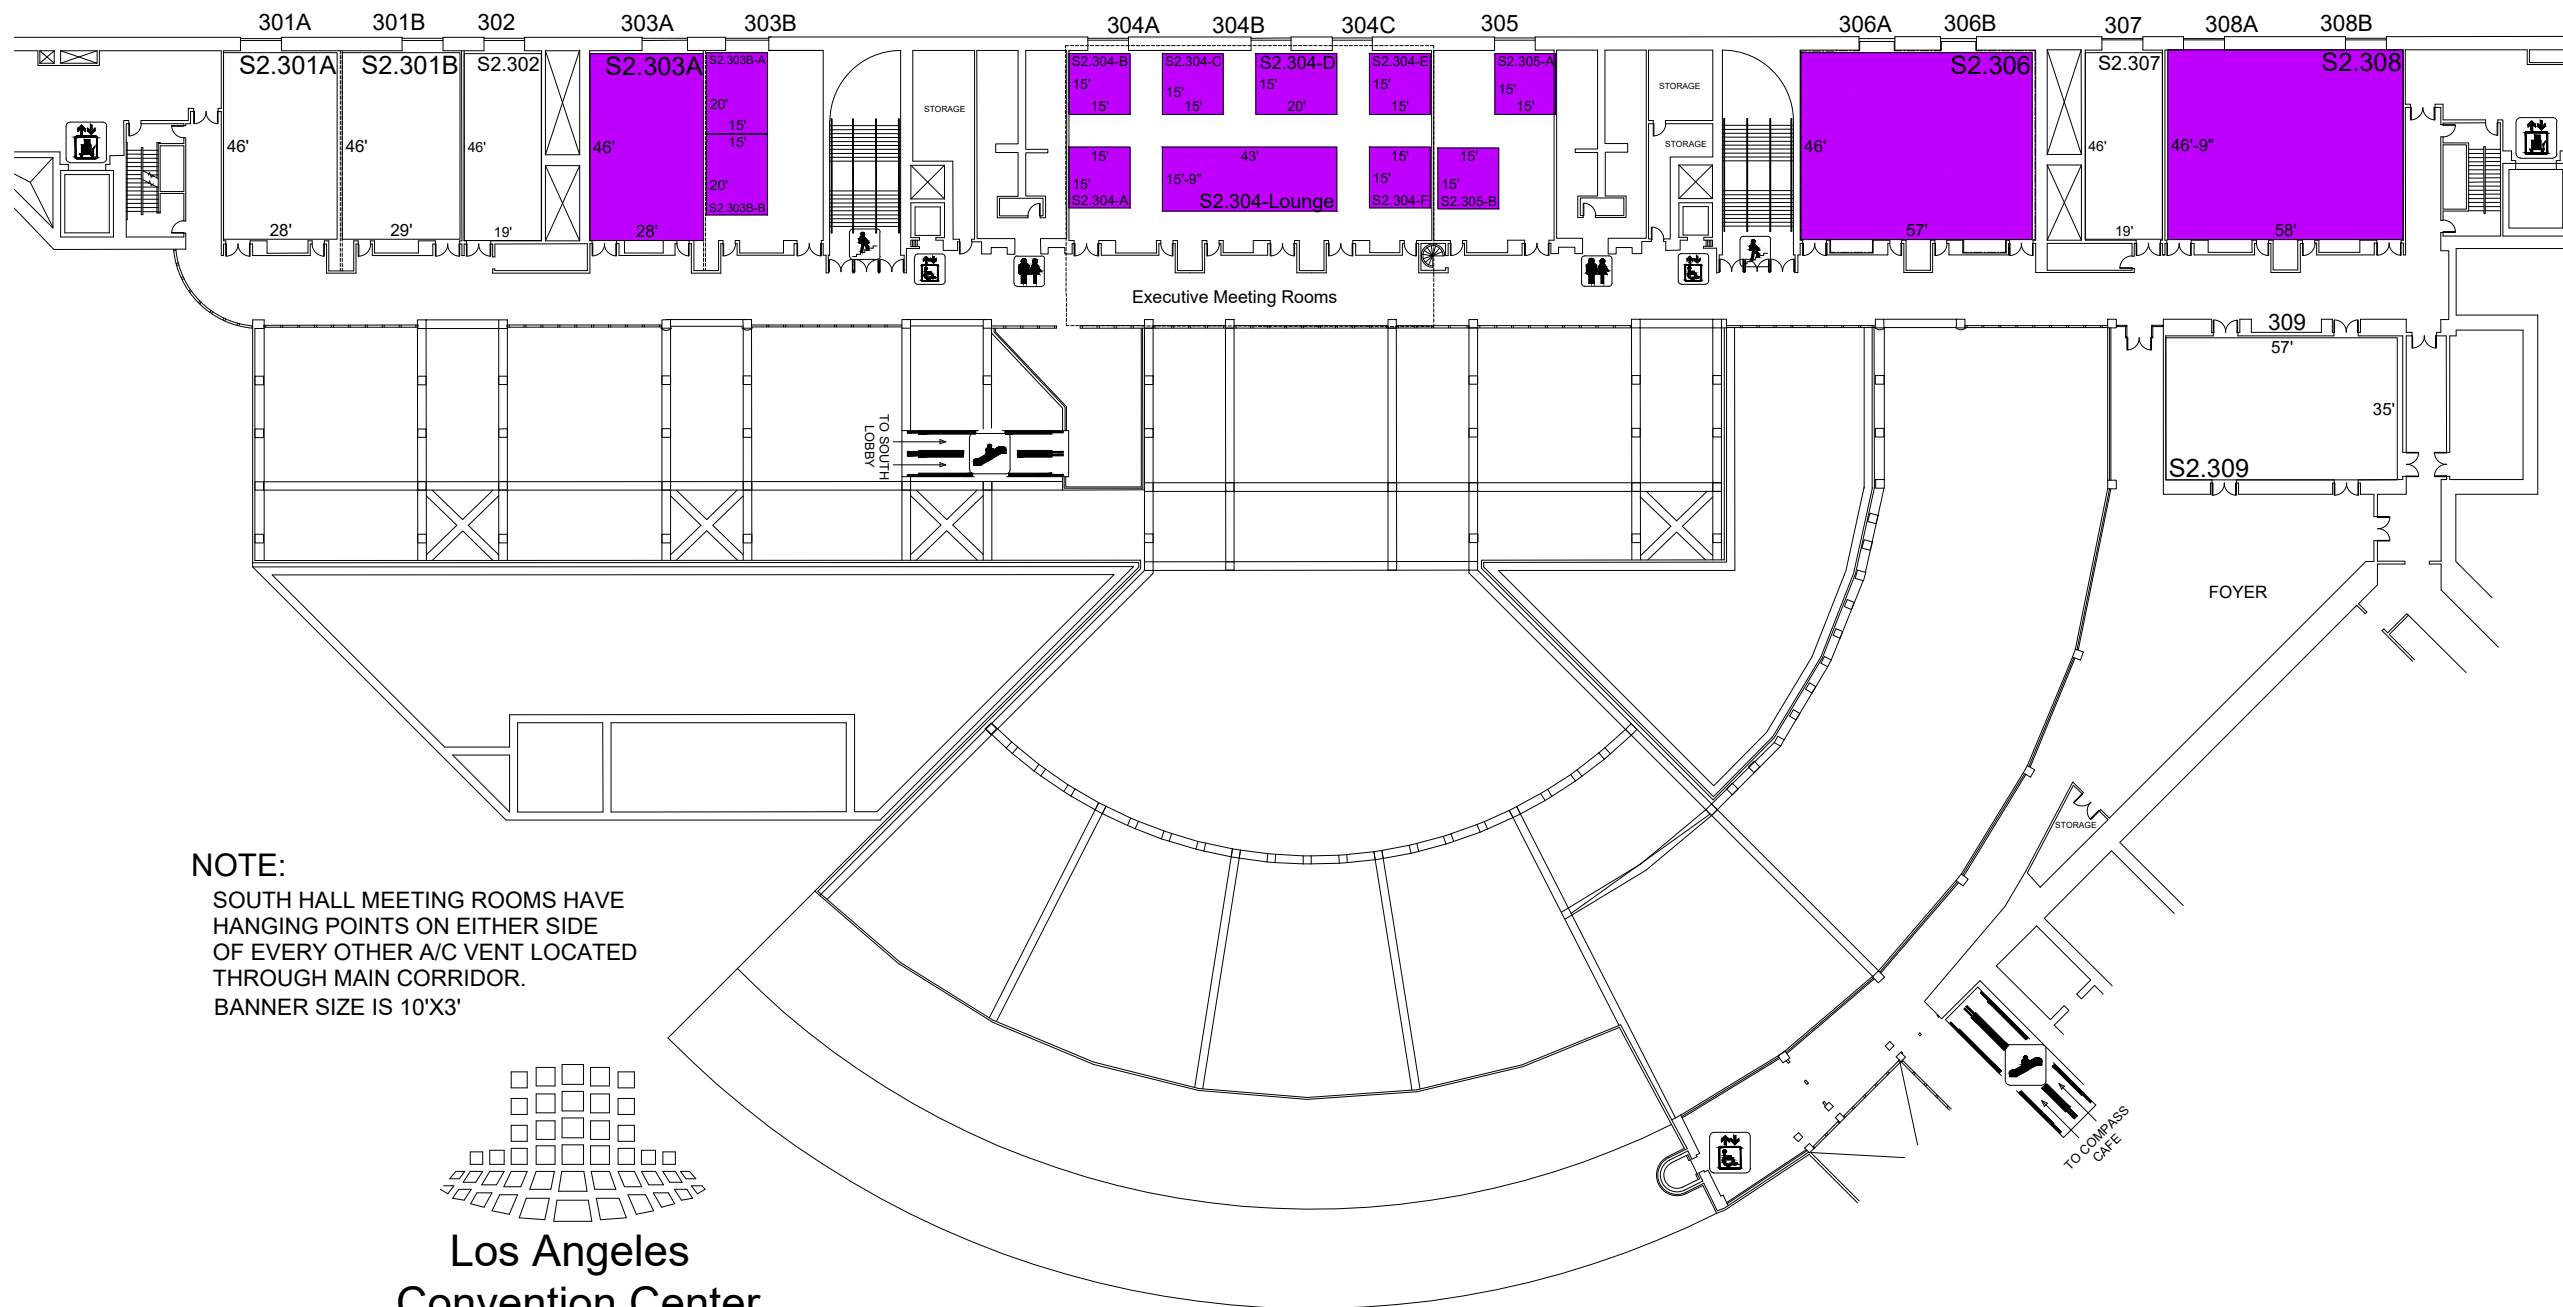 301A
301B
302
303A
303B
304A
304B
304C
305
306A
306B
307
308A
308B
S2.301A
S2.301B
S2.302
S2.303A
S2.303B-A
S2.304-B
S2.304-C
S2.304-D
S2.304-E
S2.305-A
S2.306
S2.307
S2.308
15'
15'
15'
15'
15'
15'
15'
20'
15'
15'
20'
15'
15'
20'
STORAGE
STORAGE
STORAGE
46'
46'
46'
46'
15'
15'
43'
15'
15'
46'
46'
46'-9"
20'
S2.303B-B
15'
S2.304-A
15'-9"
S2.304-Lounge
15'
S2.304-F
15'
S2.305-B
28'
29'
19'
28'
57'
19'
58'
Executive Meeting Rooms
309
57'
35'
S2.309
TO SOUTH
LOBBY
FOYER
STORAGE
NOTE:
SOUTH HALL MEETING ROOMS HAVE
HANGING POINTS ON EITHER SIDE
OF EVERY OTHER A/C VENT LOCATED
THROUGH MAIN CORRIDOR.
BANNER SIZE IS 10'X3'
TO COMPASS
CAFE
Los Angeles
Convention Center